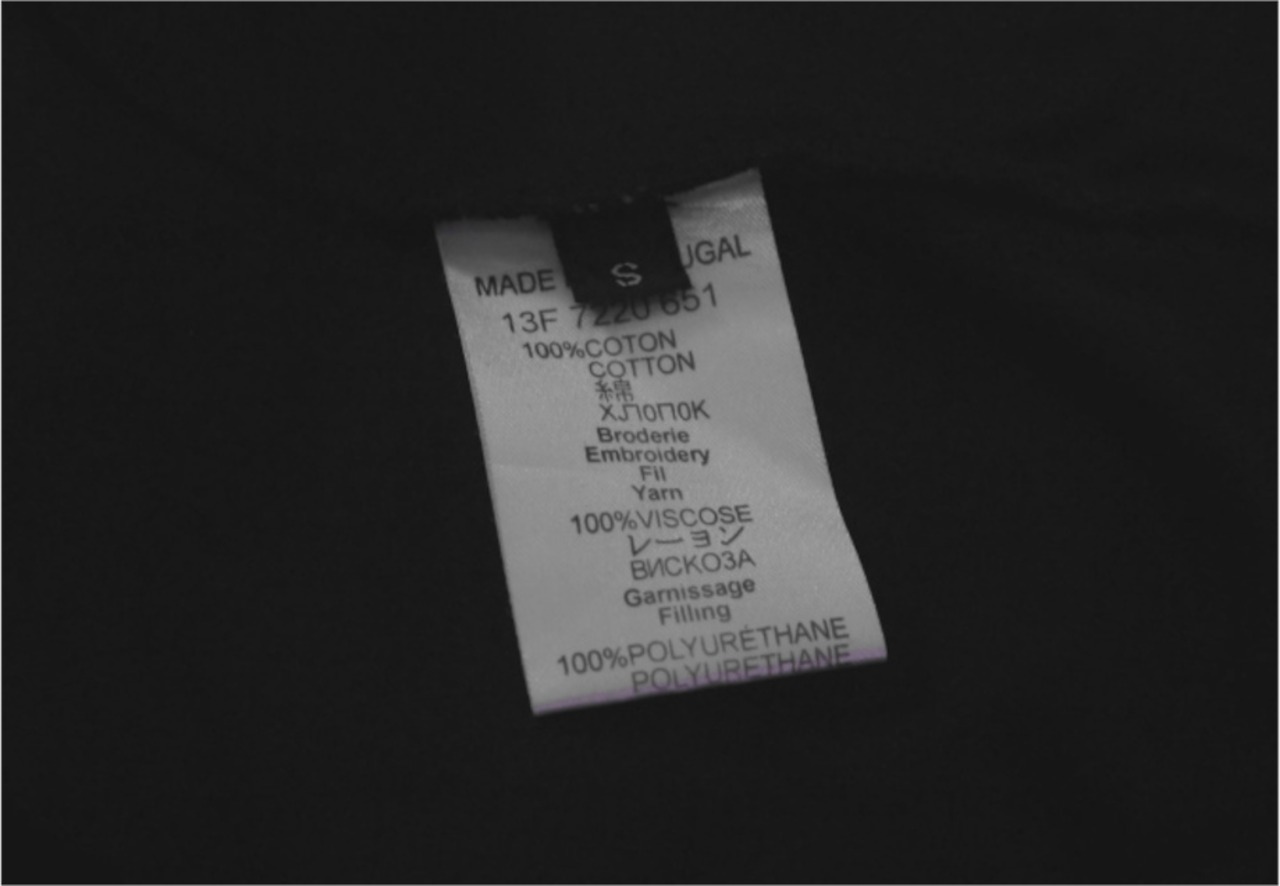 S
MADE UGAL
13F 7220 651
100%COTON
COTTON
綿
ХЛОПОК
Broderie
Embroidery
Fil
Yarn
100%VISCOSE
レーヨン
ВИСКОЗА
Garnissage
Filling
100%POLYURÉTHANE
POLYURETHANE